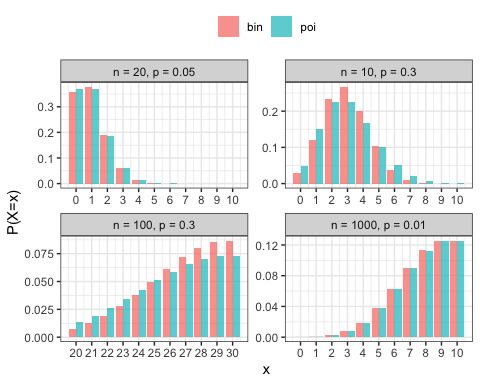 bin poi
n = 20, p = 0.05
n = 10, p = 0.3
0.3
0.2
0.1
0.0
0 1 2 3 4 5 6 7 8 9 10
0.2
0.1
0.0
0 1 2 3 4 5 6 7 8 9 10
P(X=x)
n = 100, p = 0.3
n = 1000, p = 0.01
0.075
0.050
0.025
0.000
20 21 22 23 24 25 26 27 28 29 30
0.12
0.08
0.04
0.00
0 1 2 3 4 5 6 7 8 9 10
x